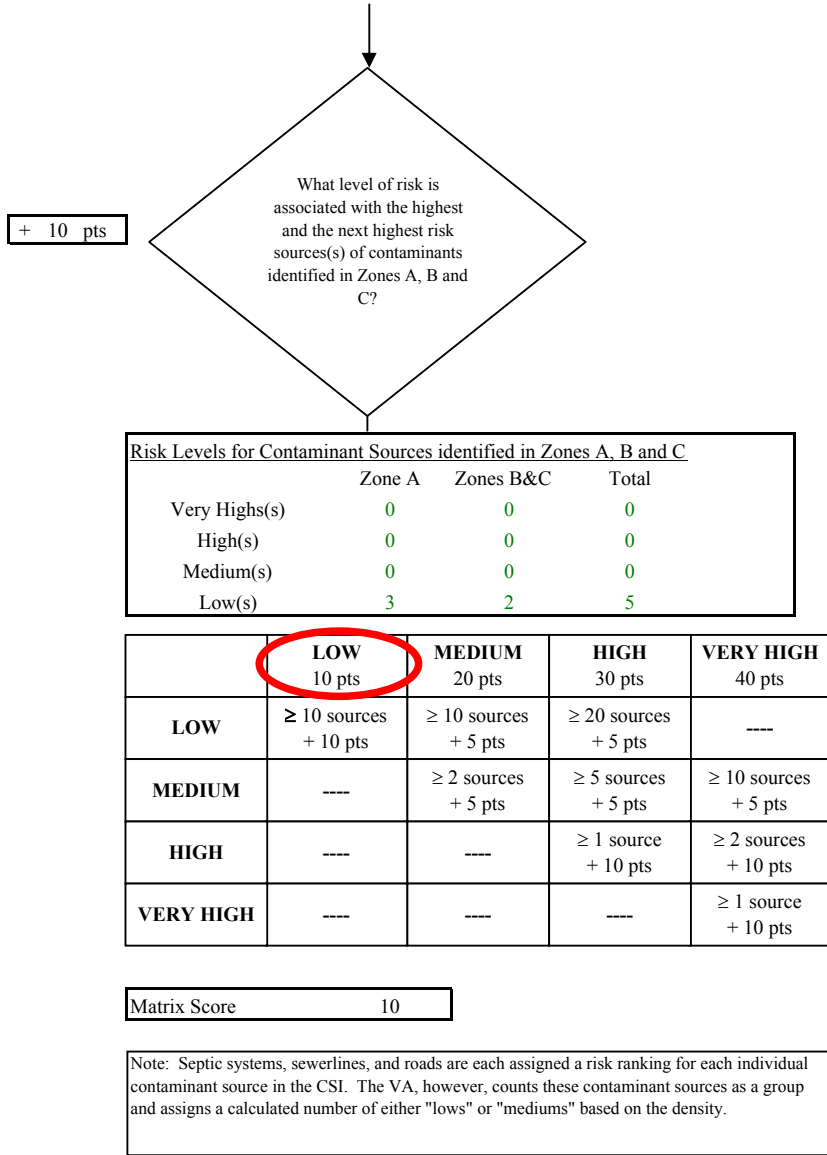 What level of risk is
associated with the highest
and the next highest risk
sources(s) of contaminants
identified in Zones A, B and
C?
+ 10 pts
Risk Levels for Contaminant Sources identified in Zones A, B and C
Zone A Zones B&C Total
Very Highs(s) 0 0 0
High(s) 0 0 0
Medium(s) 0 0 0
Low(s) 3 2 5
LOW MEDIUM HIGH VERY HIGH
10 pts 20 pts 30 pts 40 pts
LOW ≥ 10 sources + 10 pts ≥ 10 sources + 5 pts ≥ 20 sources + 5 pts ----
MEDIUM ---- ≥ 2 sources + 5 pts ≥ 5 sources + 5 pts ≥ 10 sources + 5 pts
HIGH ---- ---- ≥ 1 source + 10 pts ≥ 2 sources + 10 pts
VERY HIGH ---- ---- ---- ≥ 1 source + 10 pts
Matrix Score 10
Note: Septic systems, sewerlines, and roads are each assigned a risk ranking for each individual
contaminant source in the CSI. The VA, however, counts these contaminant sources as a group
and assigns a calculated number of either "lows" or "mediums" based on the density.